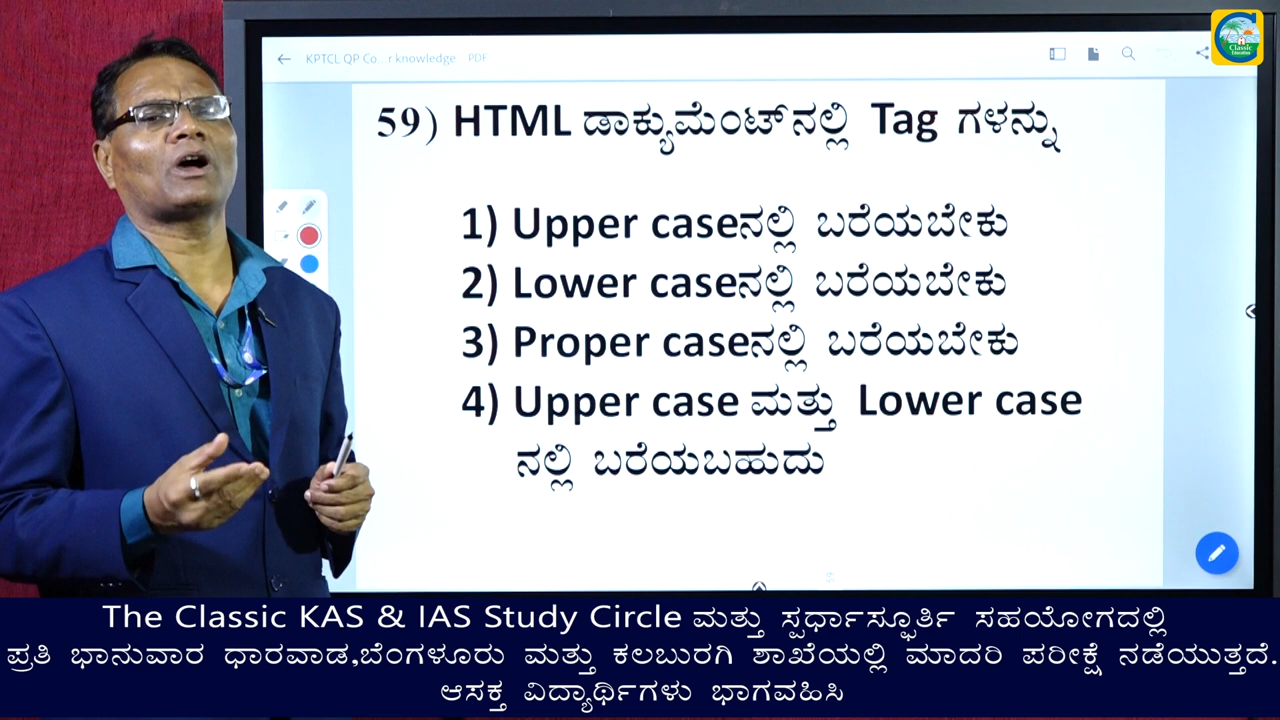 Classic
Education
KPTCL QP Co... r knowledge PDF
59) HTML ಡಾಕ್ಯುಮೆಂಟ್‌ನಲ್ಲಿ Tag ಗಳನ್ನು
1) Upper caseನಲ್ಲಿ ಬರೆಯಬೇಕು
2) Lower caseನಲ್ಲಿ ಬರೆಯಬೇಕು
3) Proper caseನಲ್ಲಿ ಬರೆಯಬೇಕು
4) Upper case ಮತ್ತು Lower case
ನಲ್ಲಿ ಬರೆಯಬಹುದು
The Classic KAS & IAS Study Circle ಮತ್ತು ಸ್ಪರ್ಧಾಸ್ಫೂರ್ತಿ ಸಹಯೋಗದಲ್ಲಿ
ಪ್ರತಿ ಭಾನುವಾರ ಧಾರವಾಡ,ಬೆಂಗಳೂರು ಮತ್ತು ಕಲಬುರಗಿ ಶಾಖೆಯಲ್ಲಿ ಮಾದರಿ ಪರೀಕ್ಷೆ ನಡೆಯುತ್ತದೆ.
ಆಸಕ್ತ ವಿದ್ಯಾರ್ಥಿಗಳು ಭಾಗವಹಿಸಿ